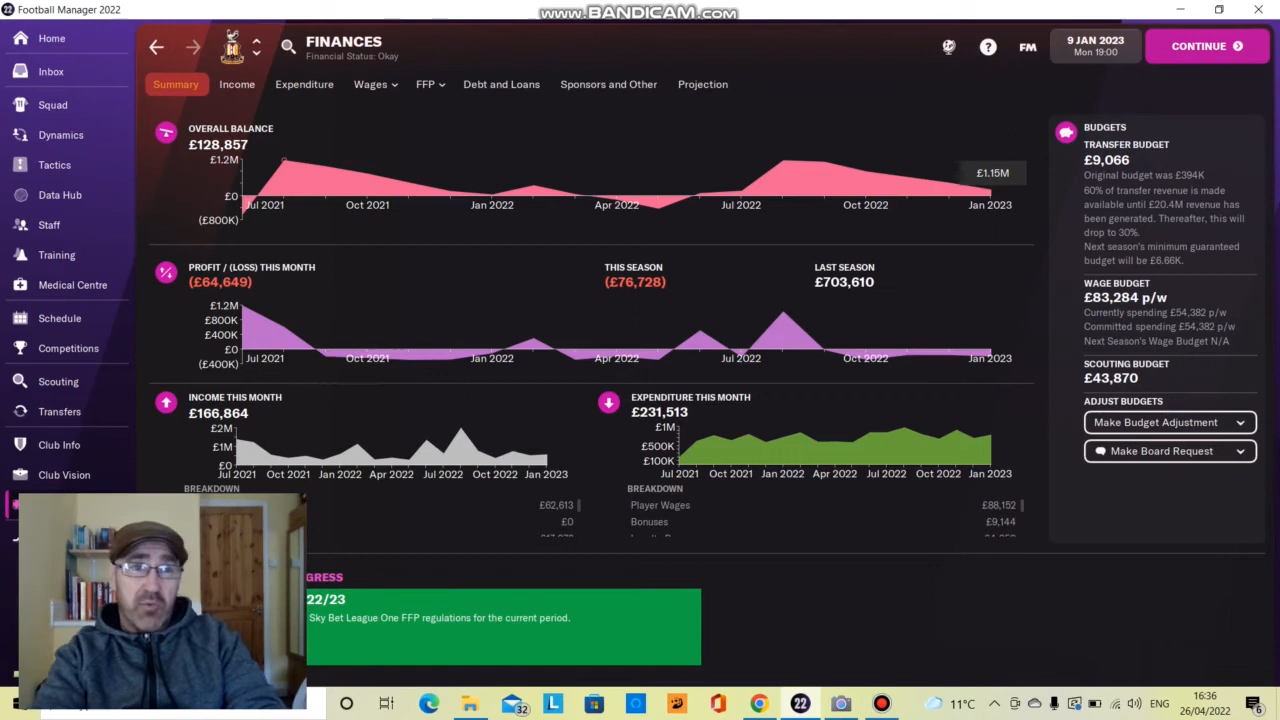 Football Manager 2022
www.BANDICAM.com
Home
Inbox
Squad
Dynamics
Tactics
Data Hub
Staff
Training
Medical Centre
Schedule
Competitions
Scouting
Transfers
Club Info
Club Vision
FINANCES
Financial Status: Okay
FM
9 JAN 2023
Mon 19:00
CONTINUE
Summary Income Expenditure Wages FFP Debt and Loans Sponsors and Other Projection
OVERALL BALANCE
£128,857
£1.2M
£0
(£800K)
£1.15M
Jul 2021 Oct 2021 Jan 2022 Apr 2022 Jul 2022 Oct 2022 Jan 2023
PROFIT / (LOSS) THIS MONTH THIS SEASON LAST SEASON
(£64,649) (£76,728) £703,610
£1.2M
£800K
£400K
£0
(£400K)
Jul 2021 Oct 2021 Jan 2022 Apr 2022 Jul 2022 Oct 2022 Jan 2023
INCOME THIS MONTH
£166,864
£2M
£1M
£0
Jul 2021 Oct 2021 Jan 2022 Apr 2022 Jul 2022 Oct 2022 Jan 2023
BREAKDOWN
£62,613
£0
EXPENDITURE THIS MONTH
£231,513
£1M
£500K
£100K
Jul 2021 Oct 2021 Jan 2022 Apr 2022 Jul 2022 Oct 2022 Jan 2023
BREAKDOWN
Player Wages £88,152
Bonuses £9,144
BUDGETS
TRANSFER BUDGET
£9,066
Original budget was £394K
60% of transfer revenue is made
available until £20.4M revenue has
been generated. Thereafter, this will
drop to 30%.
Next season's minimum guaranteed
budget will be £6.66K.
WAGE BUDGET
£83,284 p/w
Currently spending £54,382 p/w
Committed spending £54,382 p/w
Next Season's Wage Budget N/A
SCOUTING BUDGET
£43,870
ADJUST BUDGETS
Make Budget Adjustment
Make Board Request
GRESS
22/23
Sky Bet League One FFP regulations for the current period.
32
22
11°C
16:36
26/04/2022
6